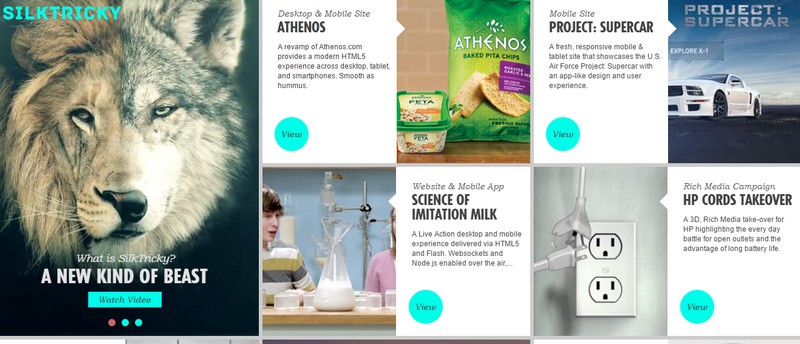 SILKTRICKY
What is SilkTricky?
A NEW KIND OF BEAST
Watch Video
Desktop & Mobile Site
ATHENOS
A revamp of Athenos.com
provides a modern HTML5
experience across desktop, tablet,
and smartphones. Smooth as
hummus.
View
ATHENOS
BAKED PITA CHIPS
ROASTED
FETA
Mobile Site
PROJECT: SUPERCAR
A fresh, responsive mobile &
tablet site that showcases the U.S.
Air Force Project: Supercar with
an app-like design and user
experience.
View
PROJECT:
SUPERCAR
EXPLORE X-1
Website & Mobile App
SCIENCE OF
IMITATION MILK
A Live Action desktop and mobile
experience delivered via HTML5
and Flash. Websockets and
Node.js enabled over the air,...
View
Rich Media Campaign
HP CORDS TAKEOVER
A 3D, Rich Media take-over for
HP highlighting the every day
battle for open outlets and the
advantage of long battery life.
View